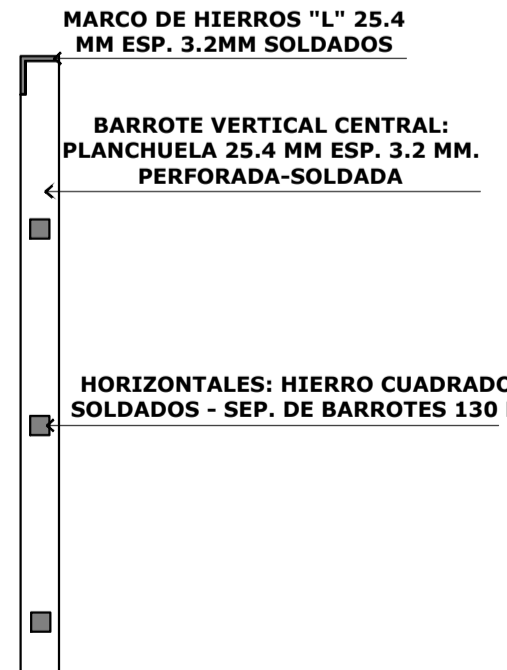 MARCO DE HIERROS "L" 25.4
MM ESP. 3.2MM SOLDADOS
BARROTE VERTICAL CENTRAL:
PLANCHUELA 25.4 MM ESP. 3.2 MM.
PERFORADA-SOLDADA
HORIZONTALES: HIERRO CUADRADO
SOLDADOS - SEP. DE BARROTES 130